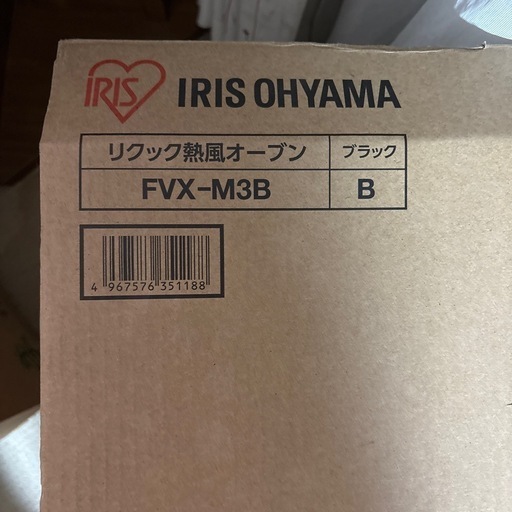 IRIS IRIS OHYAMA
リクック熱風オーブン ブラック
FVX-M3B B
4 967576 351188